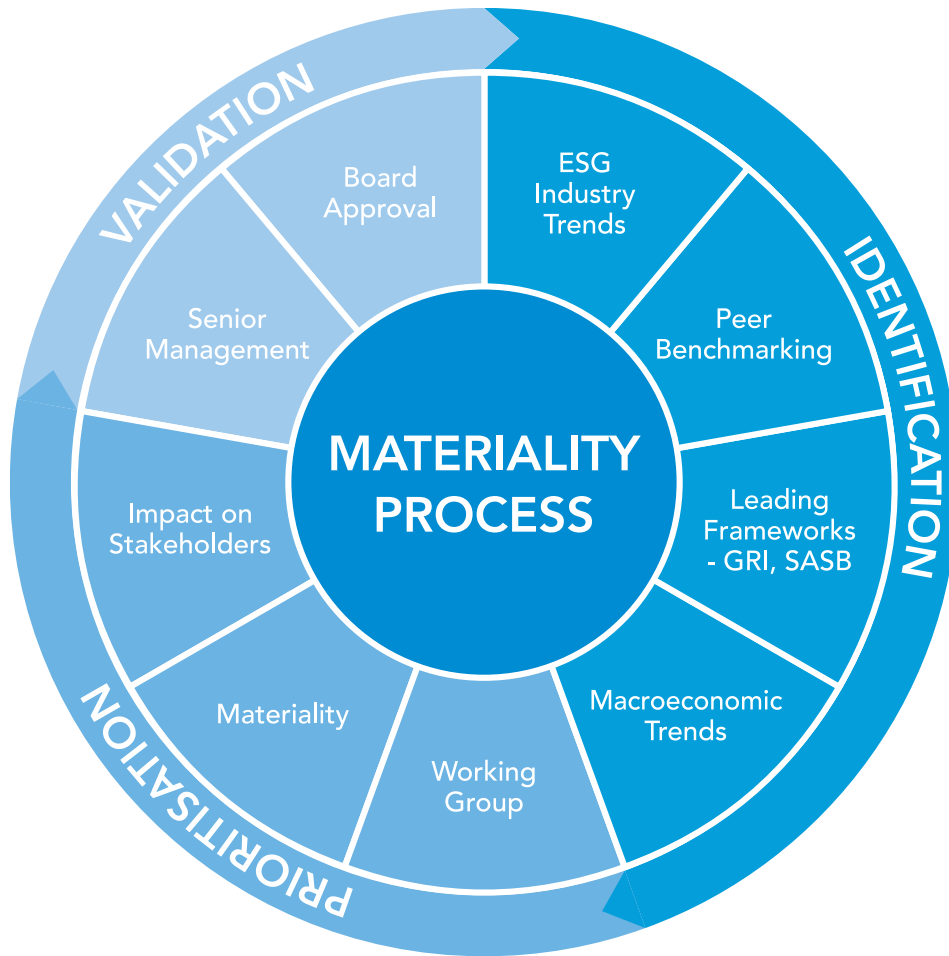 MATERIALITY
PROCESS
IDENTIFICATION
ESG
Industry
Trends
Peer
Benchmarking
Leading
Frameworks
- GRI, SASB
Macroeconomic
Trends
PRIORITISATION
Working
Group
Materiality
Impact on
Stakeholders
VALIDATION
Senior
Management
Board
Approval